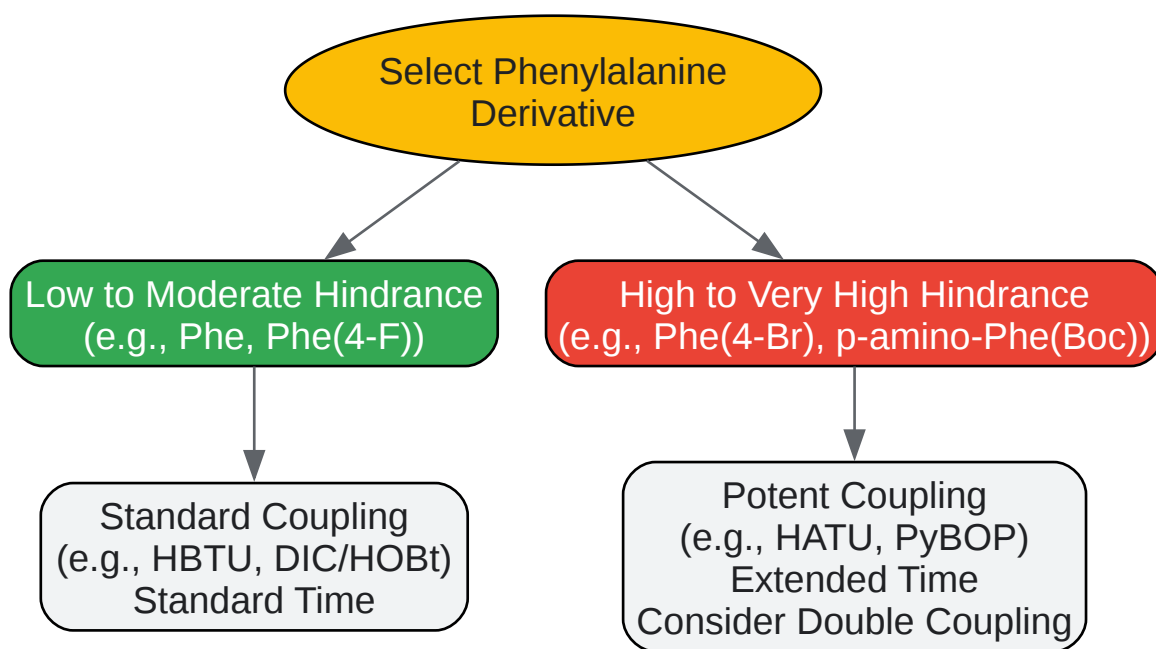 Select Phenylalanine
Derivative
Low to Moderate Hindrance
(e.g., Phe, Phe(4-F))
High to Very High Hindrance
(e.g., Phe(4-Br), p-amino-Phe(Boc))
Standard Coupling
(e.g., HBTU, DIC/HOBt)
Standard Time
Potent Coupling
(e.g., HATU, PyBOP)
Extended Time
Consider Double Coupling